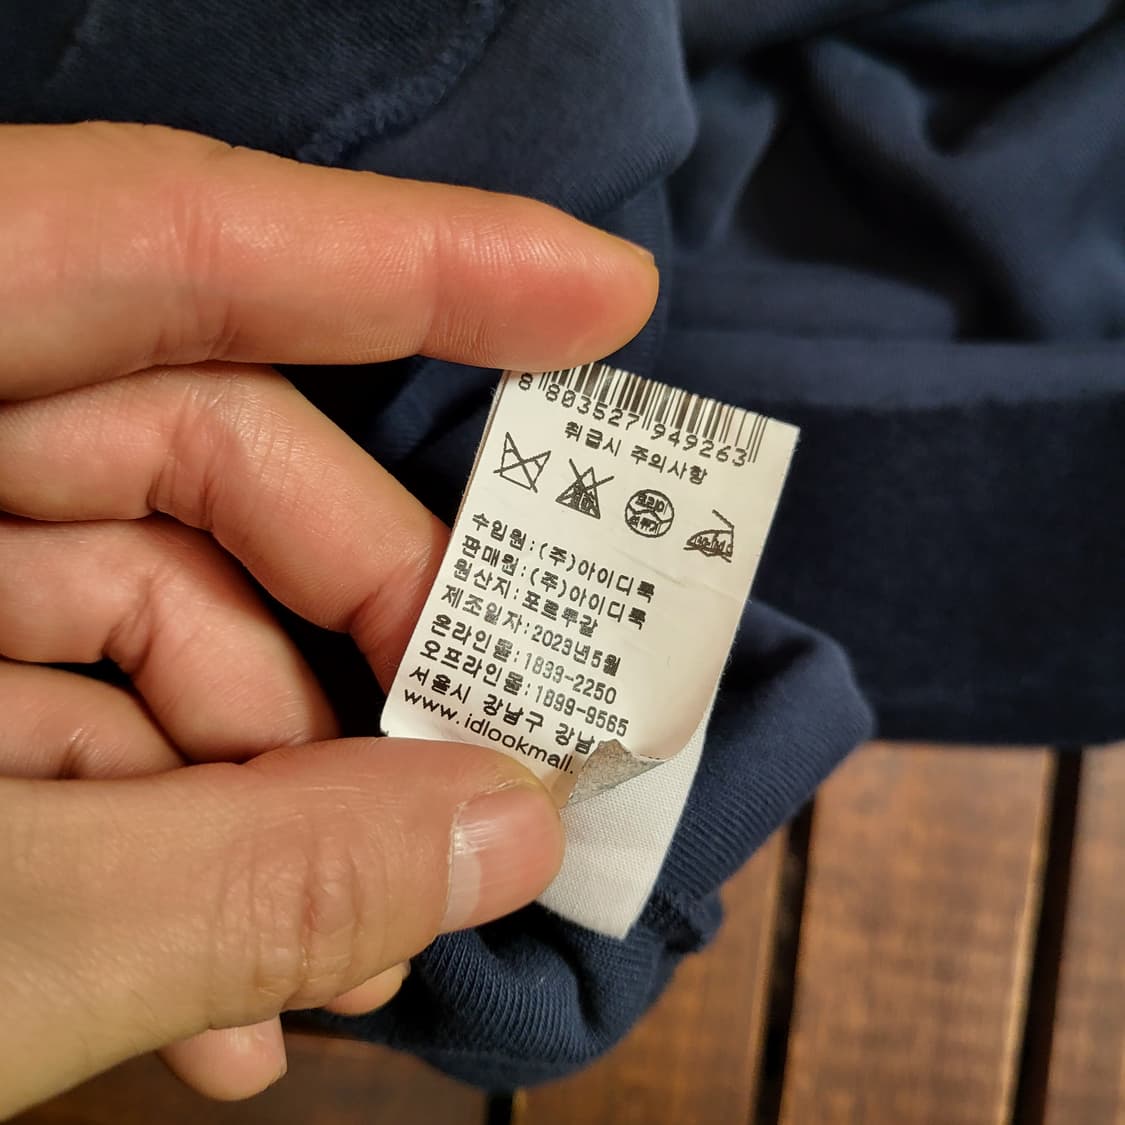 8 803527 949263
취급시 주의사항
수입원:(주)아이디룩
판매원:(주)아이디룩
원산지:포르투갈
제조일자:2023년5월
온라인몰:1899-2250
오프라인몰:1899-9565
서울시 강남구 강남
www.idlookmall.